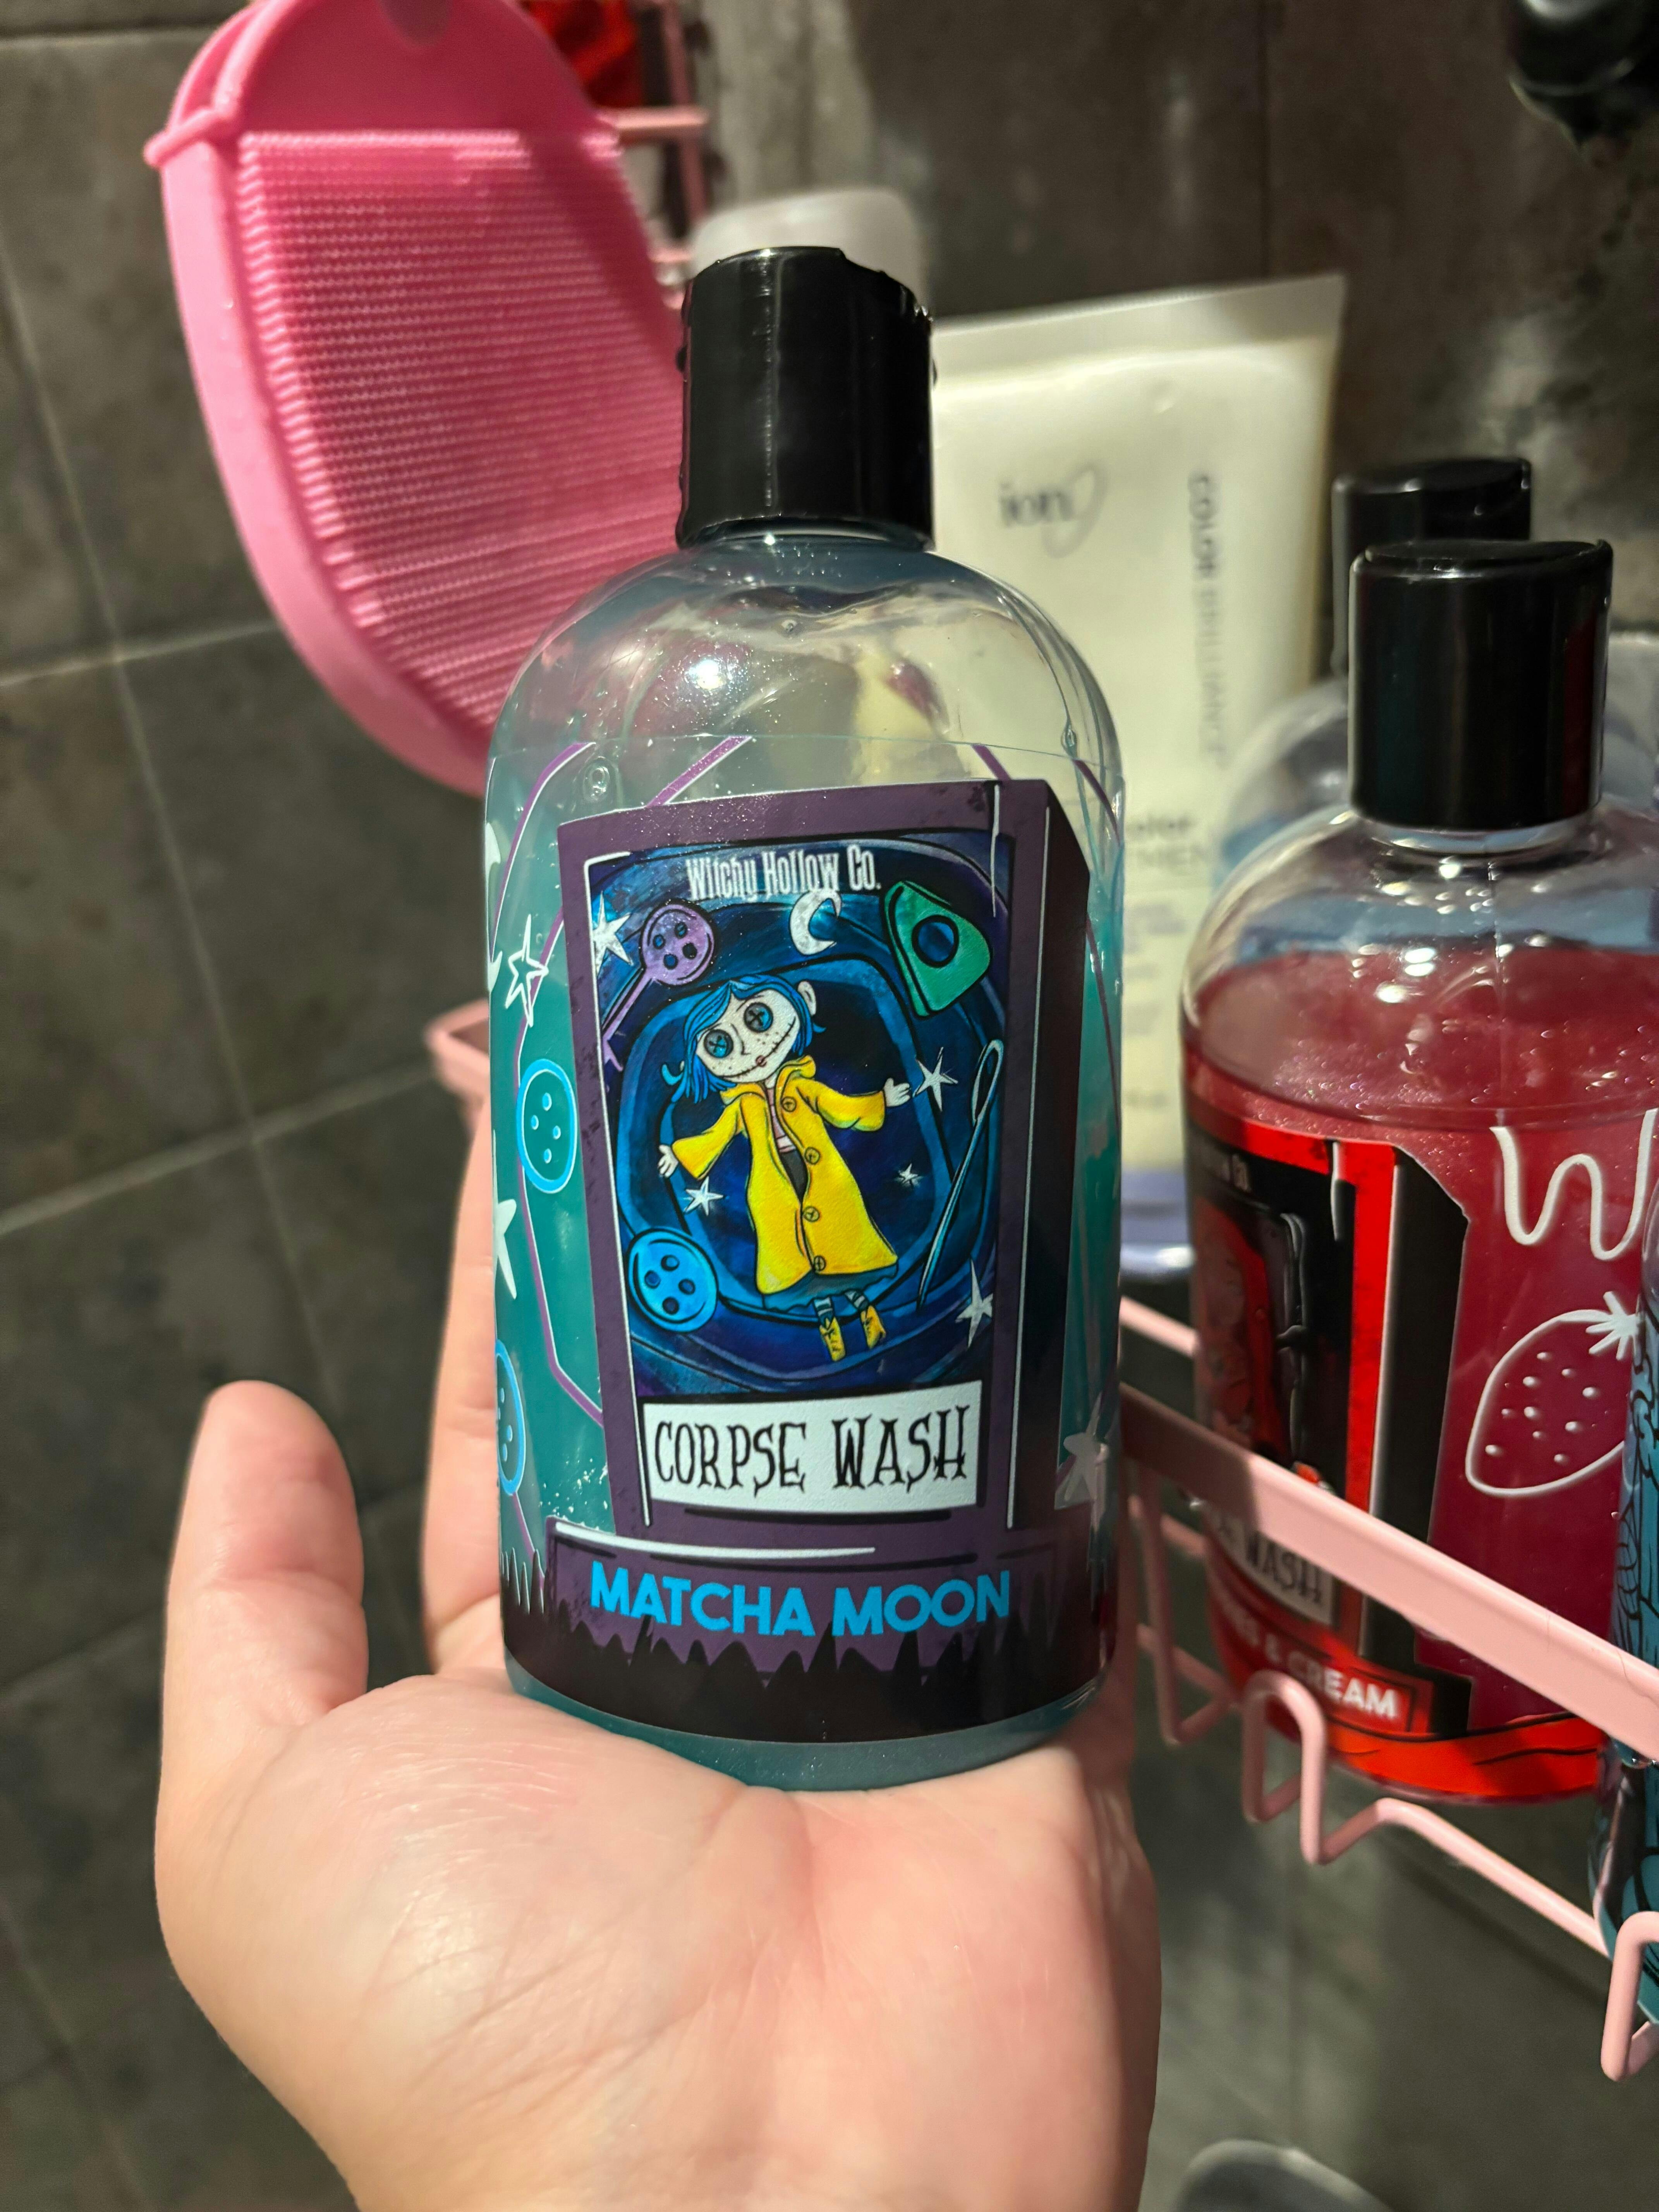 Witchy Hollow Co.
CORPSE WASH
MATCHA MOON
ion
COLOR BRILLIANCE
WASH
& CREAM